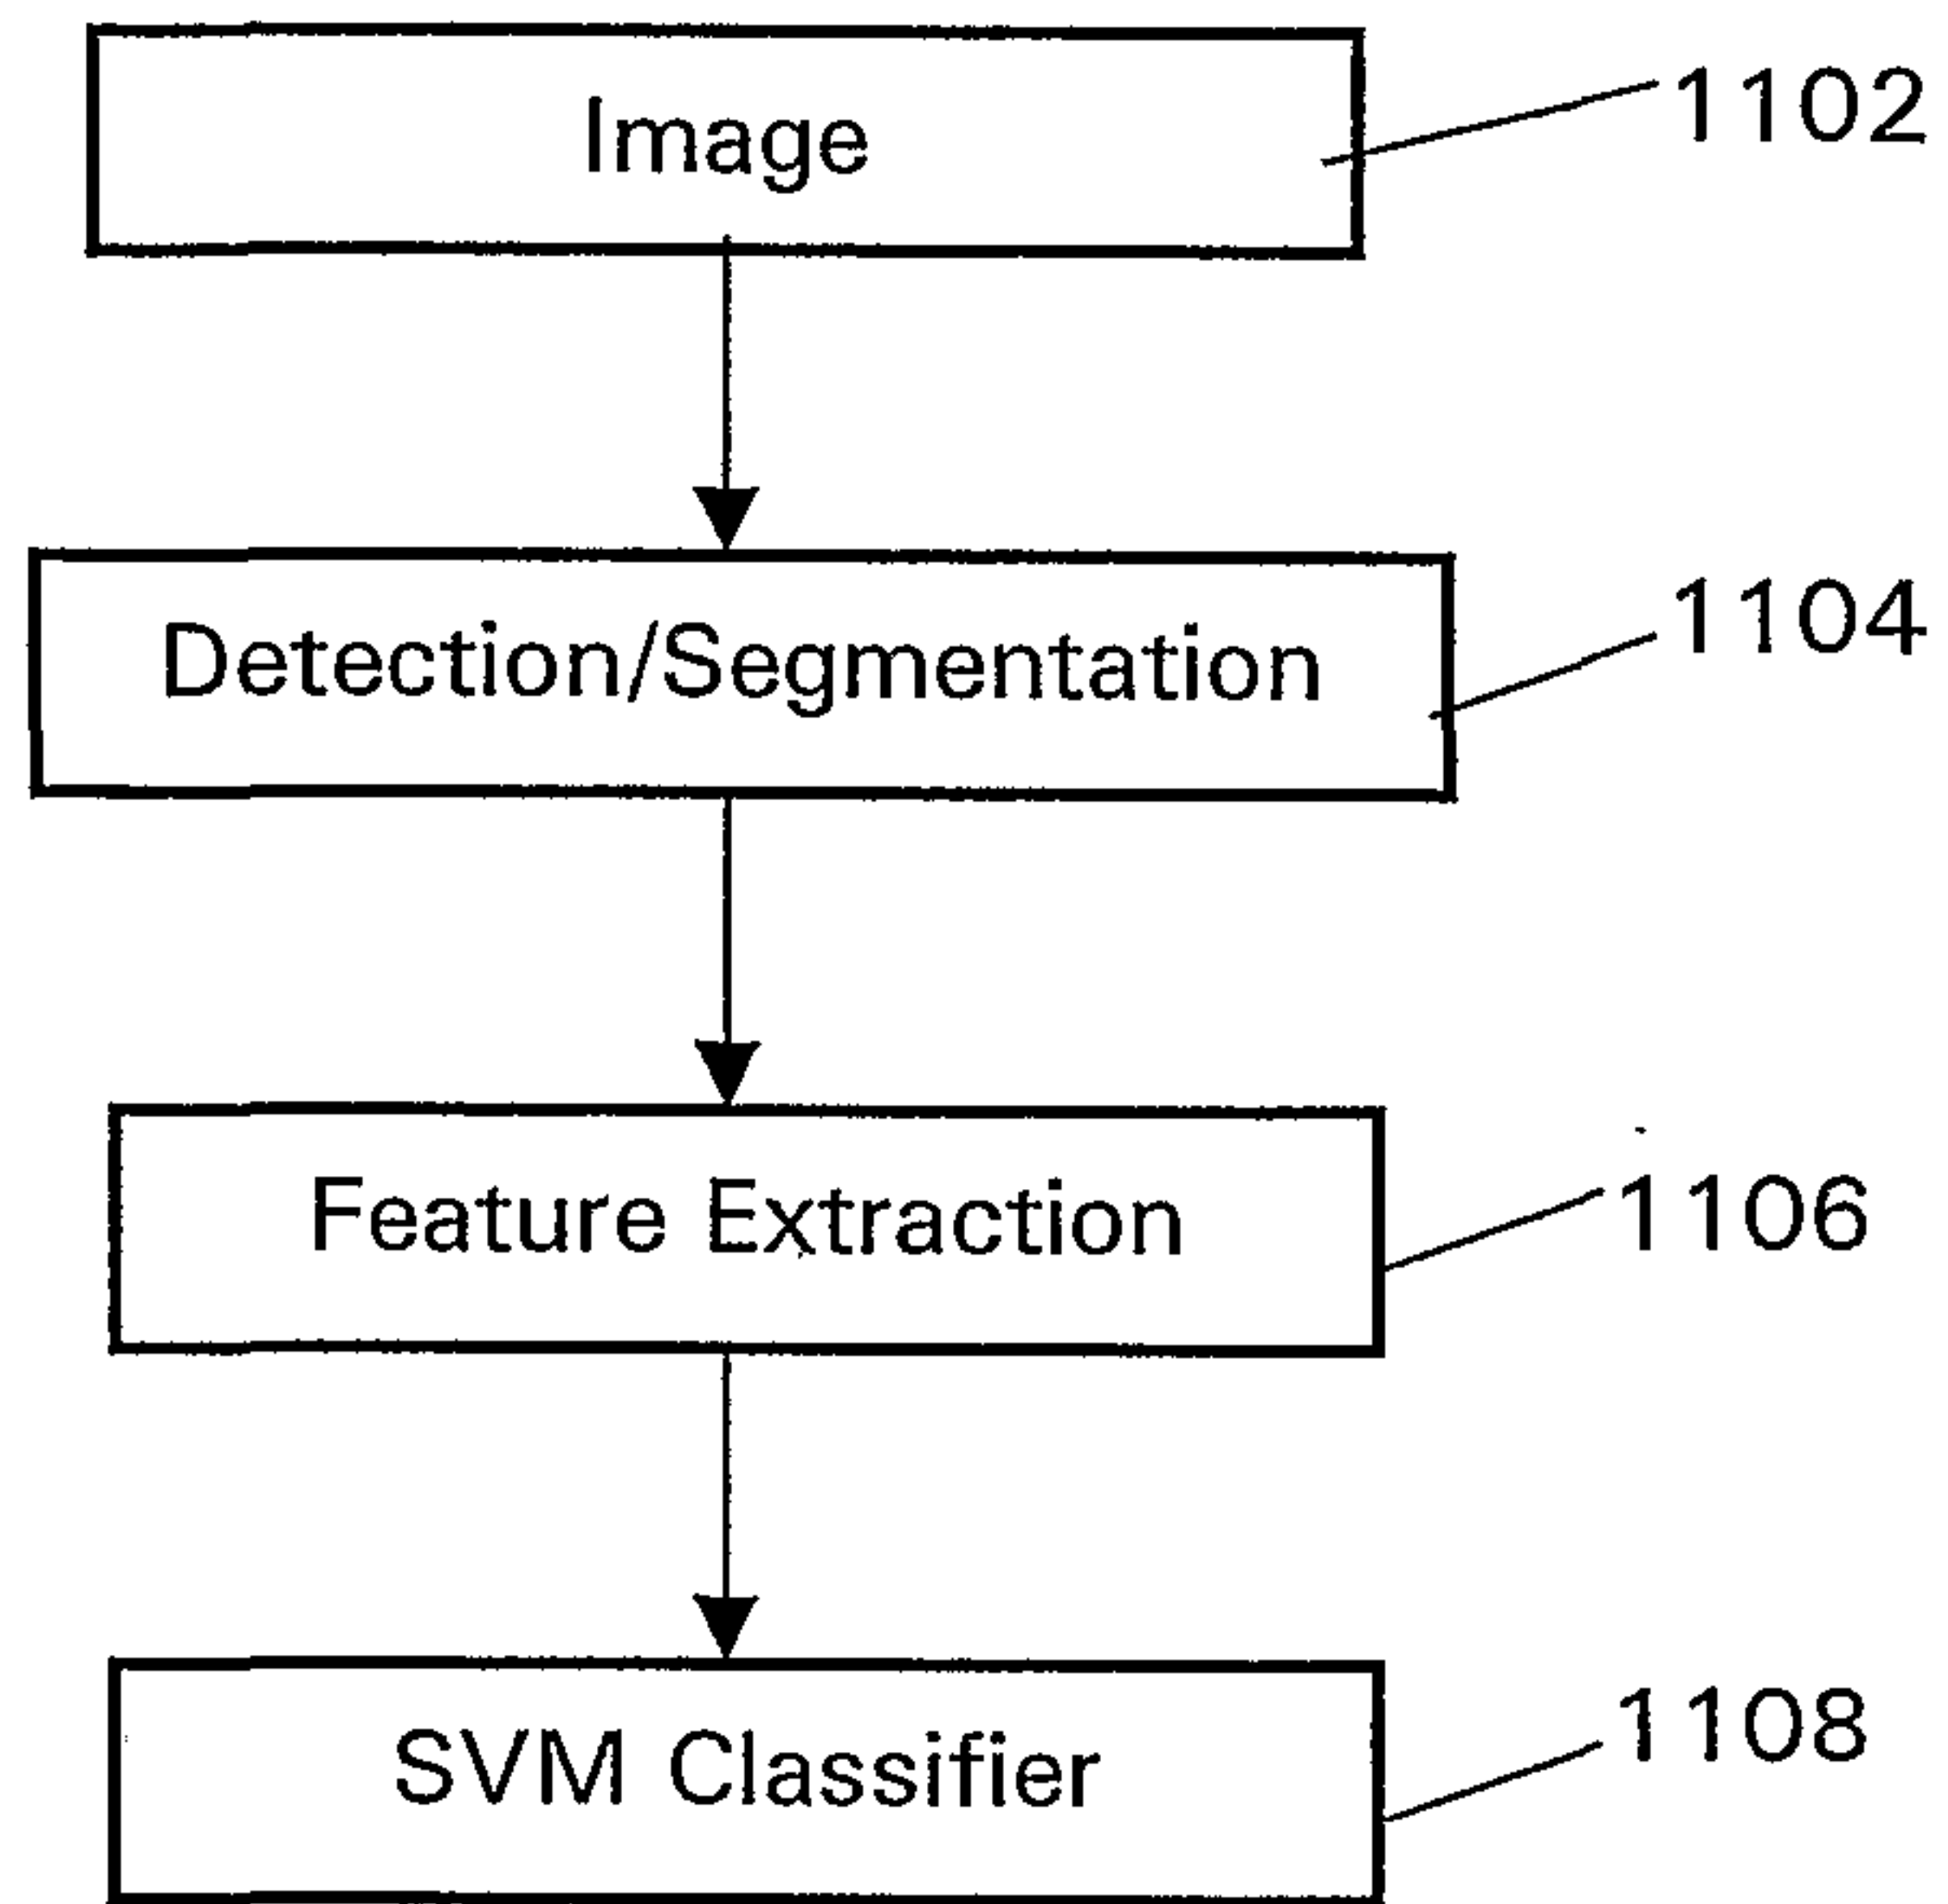 Image
1102
Detection/Segmentation
1104
Feature Extraction
1106
SVM Classifier
1108